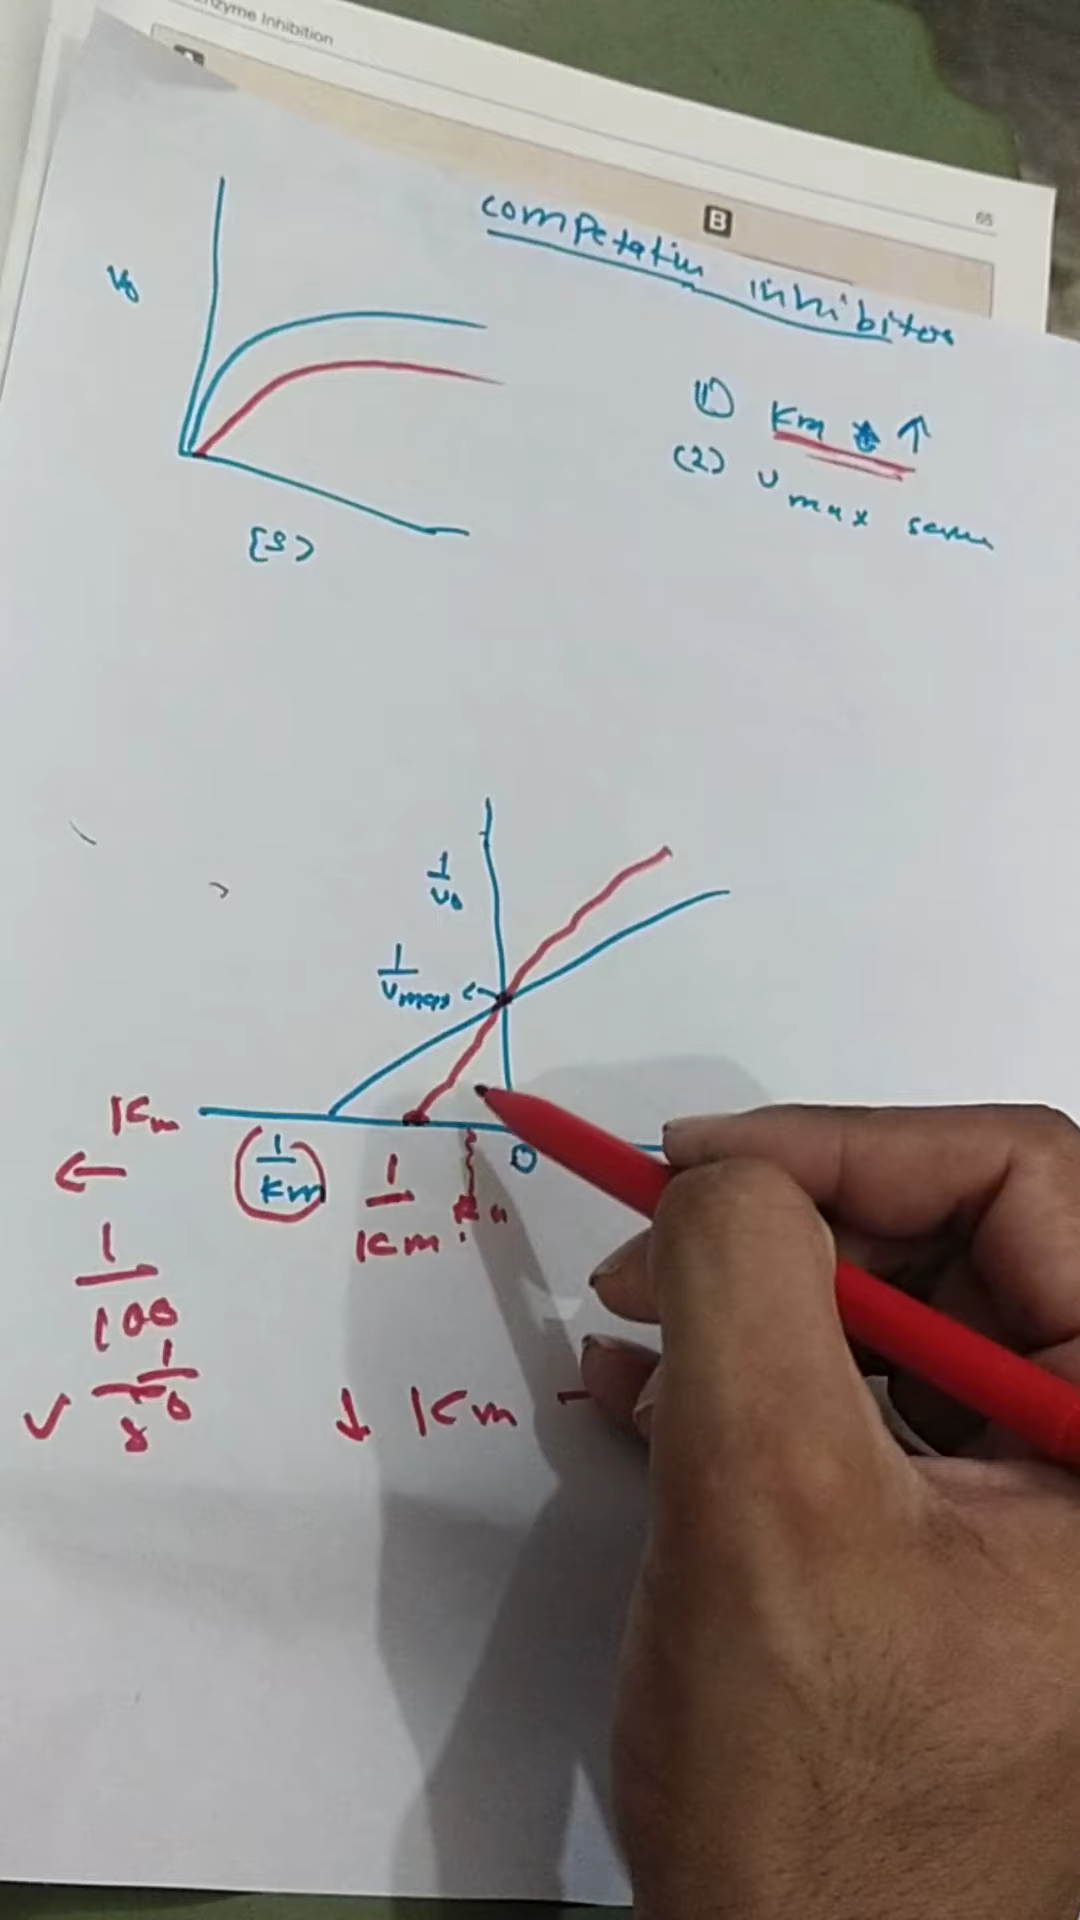 Enzyme Inhibition
65
B
competatin inhibitor
V₀
① Km ↑
(2) Vmax same
[S]
1/V₀
1/Vmax
Km
0
←
1/Km
1/Km
1/100
✓
↓ Km -